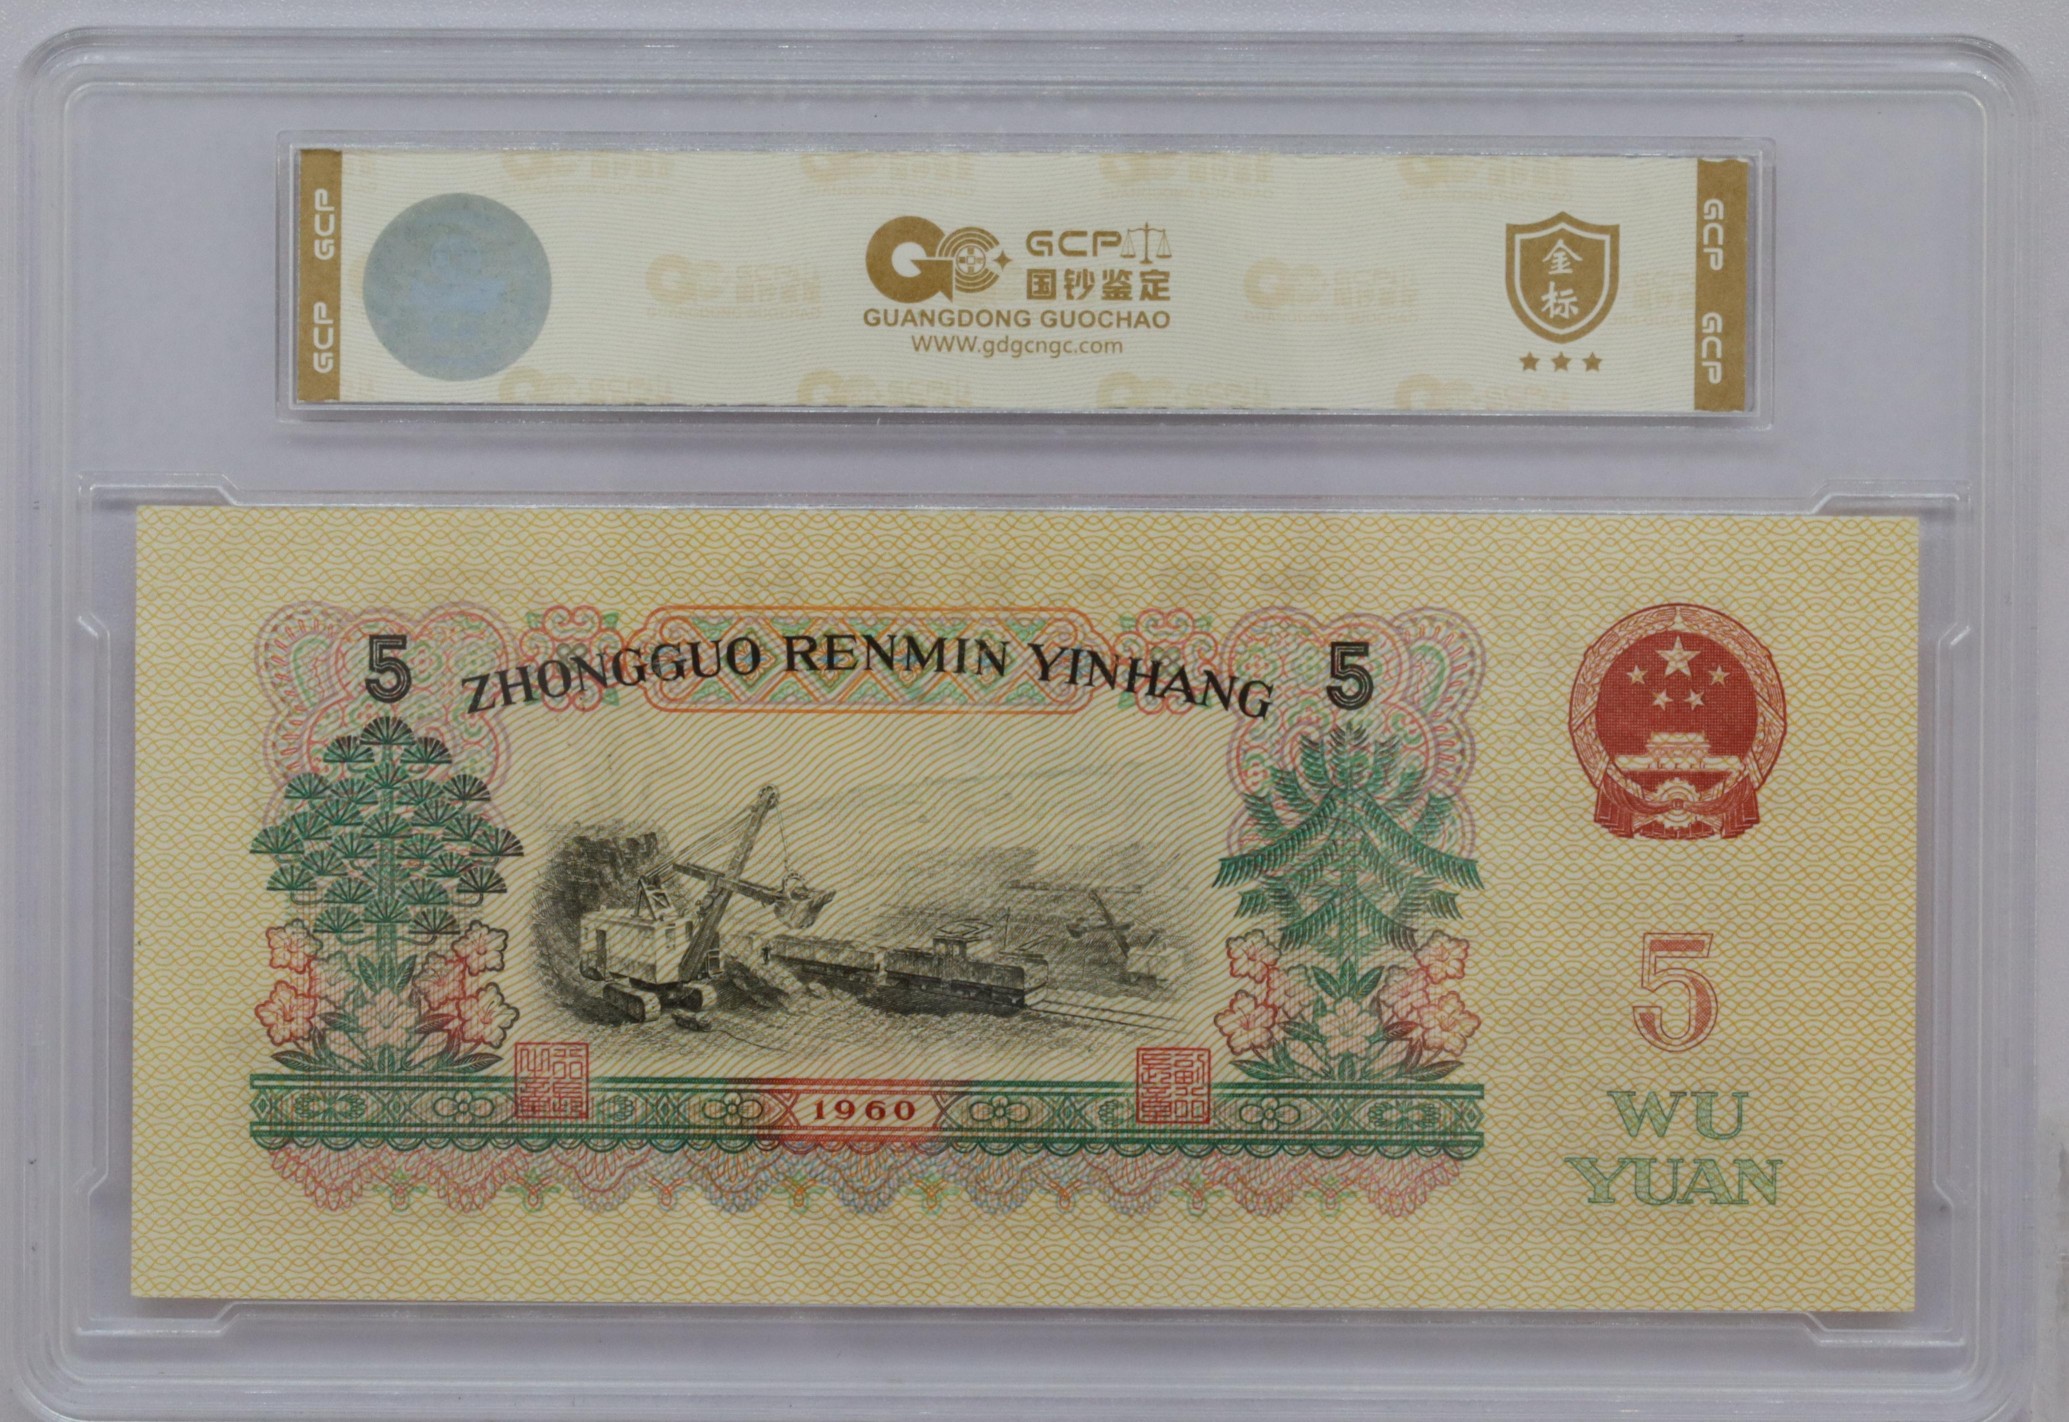 GCP GCP
GCP
国钞鉴定
GUANGDONG GUOCHAO
WWW.gdgcngc.com
金标
GCP GCP
5
ZHONGGUO RENMIN YINHANG
5
1960
5
WU
YUAN